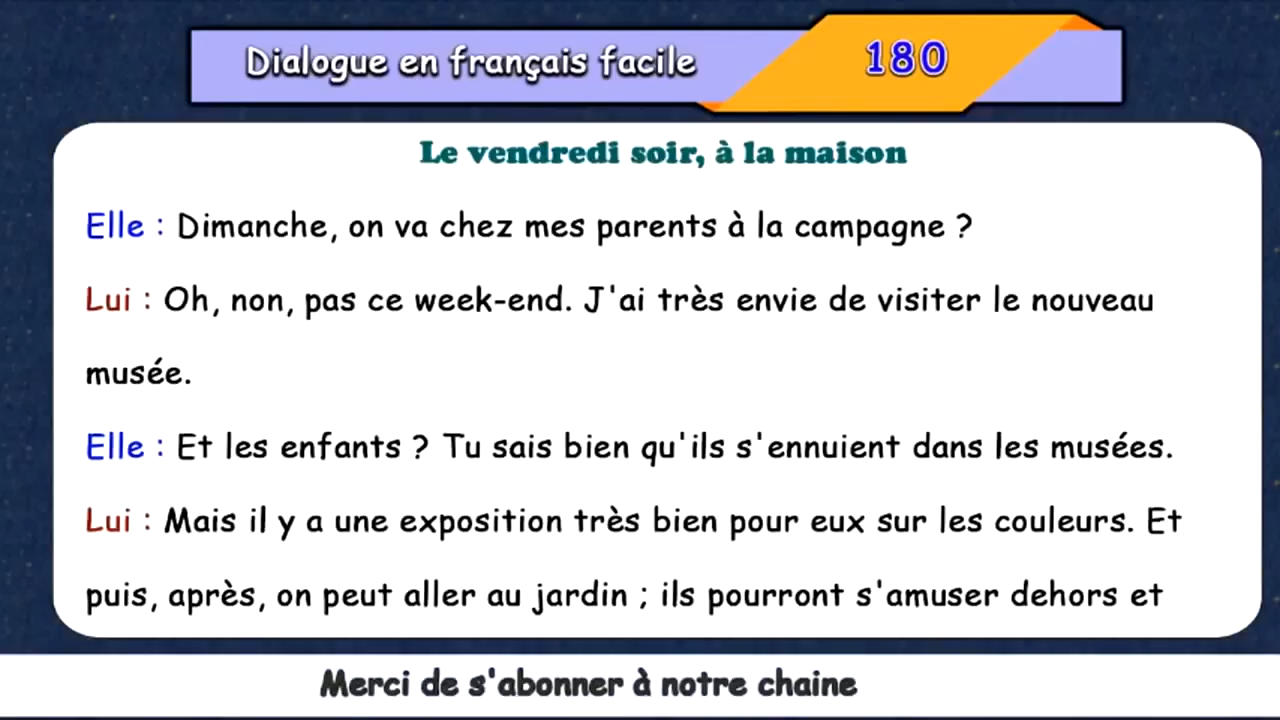 Dialogue en français facile 180
Le vendredi soir, à la maison
Elle : Dimanche, on va chez mes parents à la campagne ?
Lui : Oh, non, pas ce week-end. J'ai très envie de visiter le nouveau
musée.
Elle : Et les enfants ? Tu sais bien qu'ils s'ennuient dans les musées.
Lui : Mais il y a une exposition très bien pour eux sur les couleurs. Et
puis, après, on peut aller au jardin ; ils pourront s'amuser dehors et
Merci de s'abonner à notre chaine